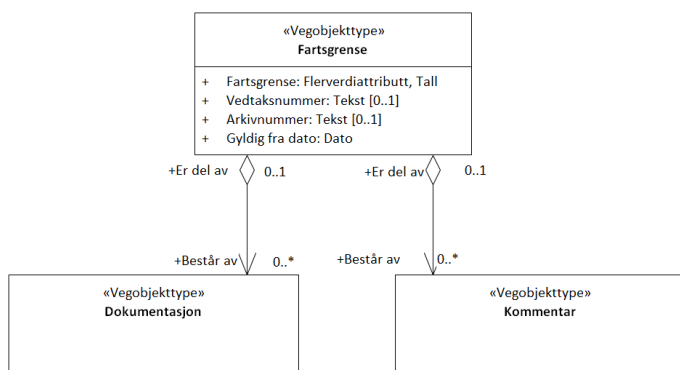 «Vegobjekttype»
Fartsgrense
+ Fartsgrense: Flerverdiattributt, Tall
+ Vedtaksnummer: Tekst [0..1]
+ Arkivnummer: Tekst [0..1]
+ Gyldig fra dato: Dato
+Er del av 0..1 +Er del av 0..1
+Består av 0..* +Består av 0..*
«Vegobjekttype» «Vegobjekttype»
Dokumentasjon Kommentar